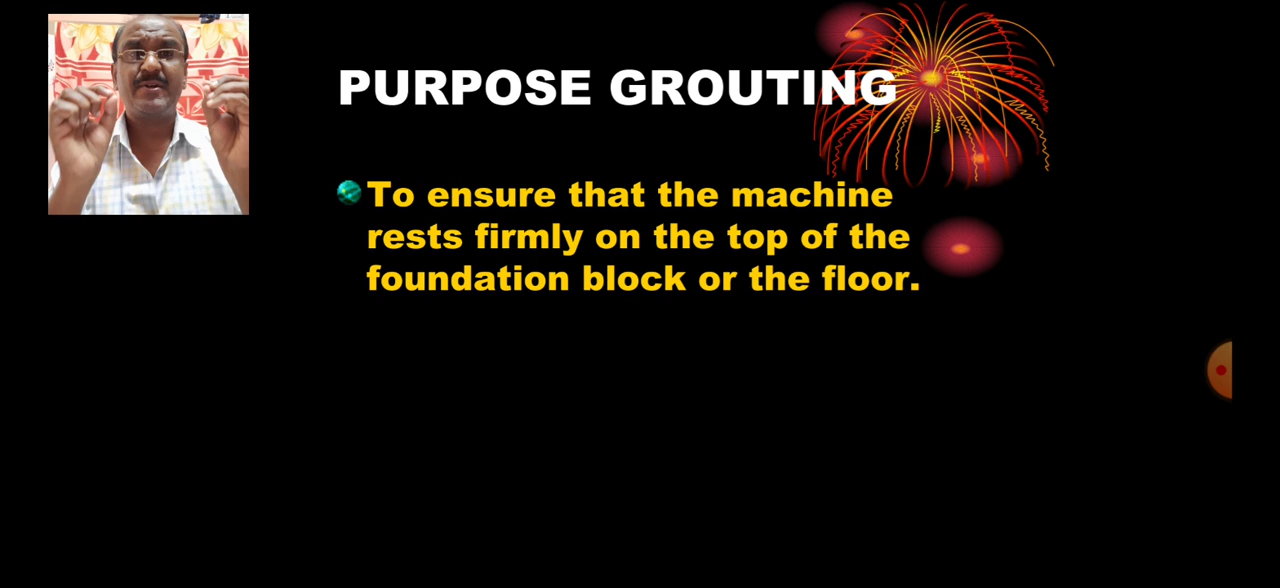 PURPOSE GROUTING
To ensure that the machine
rests firmly on the top of the
foundation block or the floor.